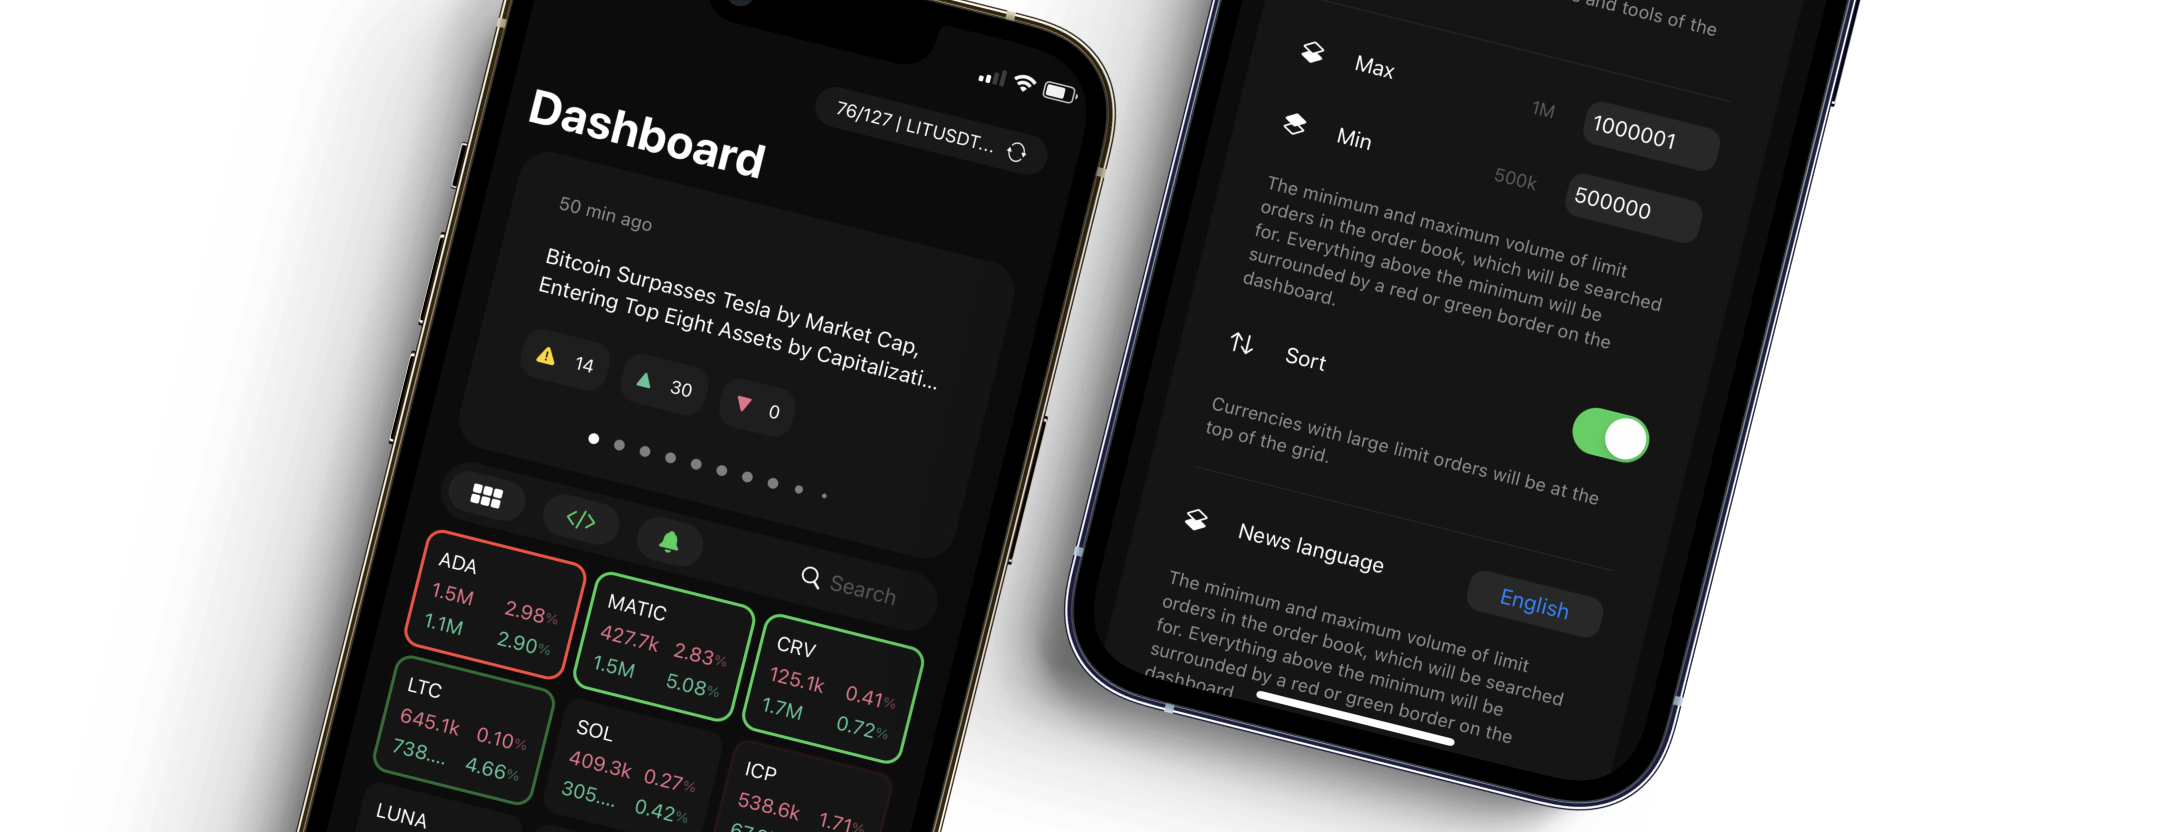 Dashboard
76/127 | LITUSDT...
50 min ago
Bitcoin Surpasses Tesla by Market Cap,
Entering Top Eight Assets by Capitalizati...
14
30
0
Search
ADA
1.5M 2.98%
1.1M 2.90%
MATIC
427.7k 2.83%
1.5M 5.08%
CRV
125.1k 0.41%
1.7M 0.72%
LTC
645.1k 0.10%
738.... 4.66%
SOL
409.3k 0.27%
305.... 0.42%
ICP
538.6k 1.71%
LUNA
and tools of the
Max
1M
1000001
Min
500k
500000
The minimum and maximum volume of limit
orders in the order book, which will be searched
for. Everything above the minimum will be
surrounded by a red or green border on the
dashboard.
Sort
Currencies with large limit orders will be at the
top of the grid.
News language
English
The minimum and maximum volume of limit
orders in the order book, which will be searched
for. Everything above the minimum will be
surrounded by a red or green border on the
dashboard.